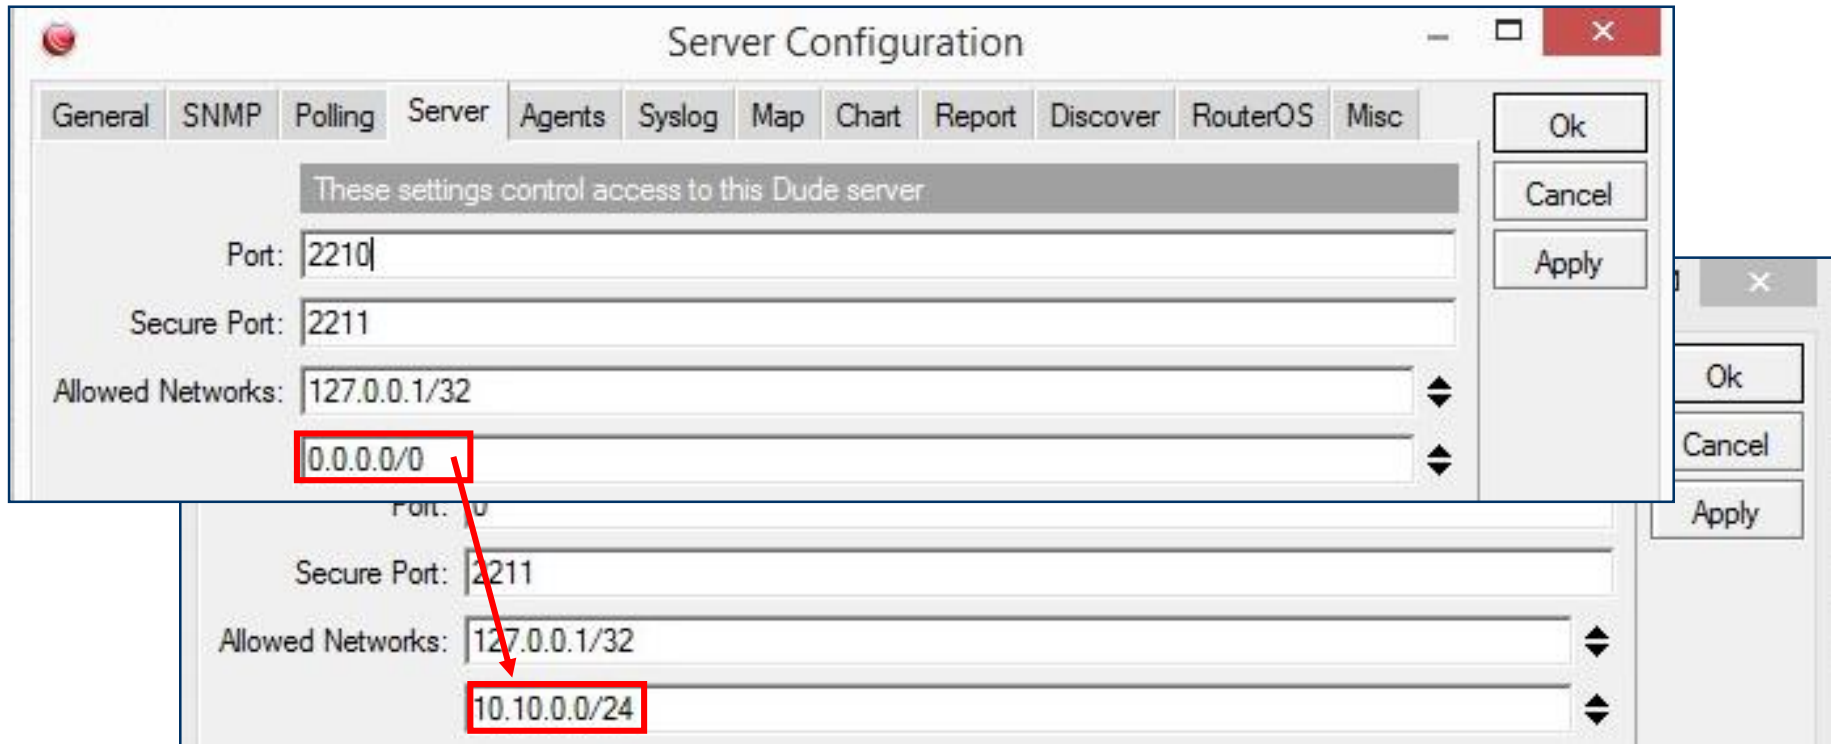 Server Configuration
General SNMP Polling Server Agents Syslog Map Chart Report Discover RouterOS Misc
Ok
These settings control access to this Dude server
Cancel
Port: 2210
Apply
Secure Port: 2211
Allowed Networks: 127.0.0.1/32
0.0.0.0/0
Ok
Cancel
Port: 0
Apply
Secure Port: 2211
Allowed Networks: 127.0.0.1/32
10.10.0.0/24